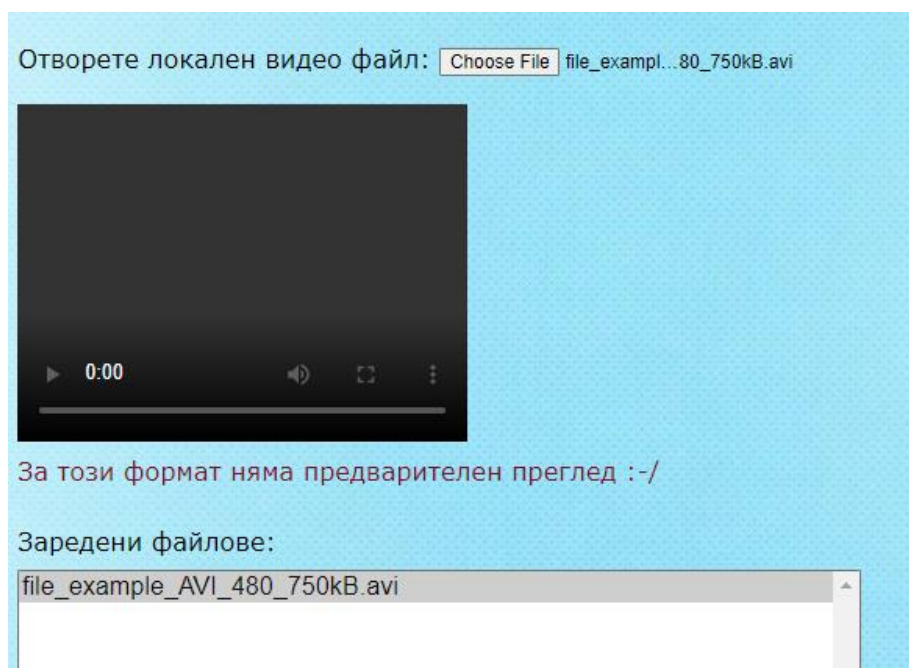 Отворете локален видео файл: Choose File file_exampl...80_750kB.avi
0:00
За този формат няма предварителен преглед :-/
Заредени файлове:
file_example_AVI_480_750kB.avi